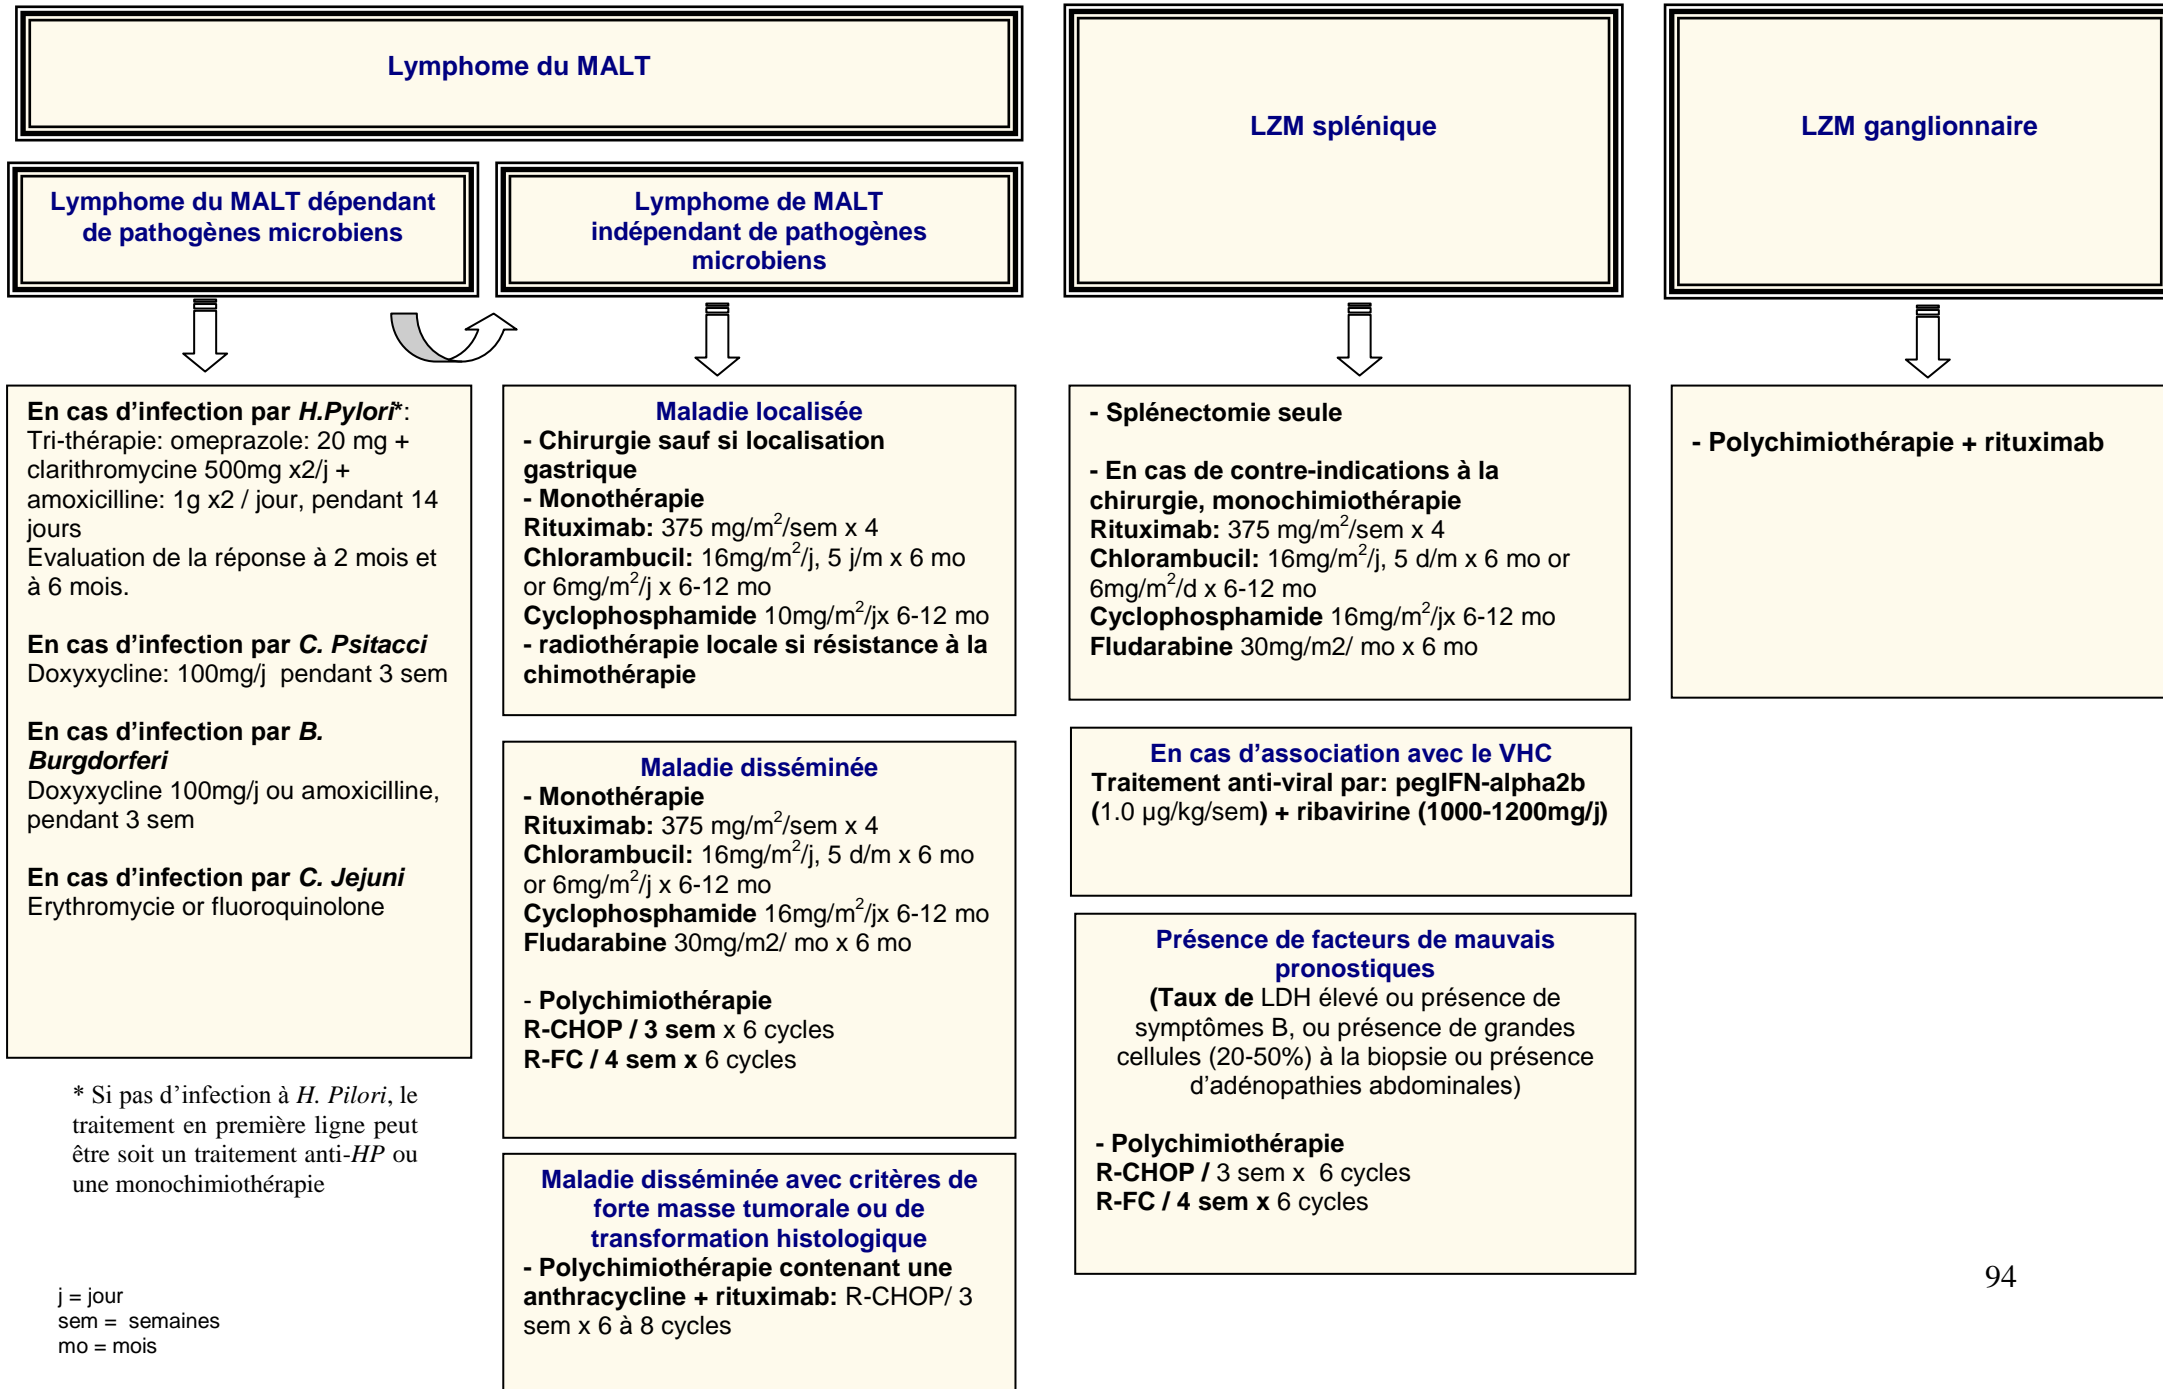 Lymphome du MALT
Lymphome du MALT dépendant
de pathogènes microbiens
En cas d’infection par H.Pylori*:
Tri-thérapie: omeprazole: 20 mg +
clarithromycine 500mg x2/j +
amoxicilline: 1g x2 / jour, pendant 14
jours
Evaluation de la réponse à 2 mois et
à 6 mois.
En cas d’infection par C. Psitacci
Doxyxycline: 100mg/j pendant 3 sem
En cas d’infection par B.
Burgdorferi
Doxyxycline 100mg/j ou amoxicilline,
pendant 3 sem
En cas d’infection par C. Jejuni
Erythromycie or fluoroquinolone
* Si pas d’infection à H. Pilori, le
traitement en première ligne peut
être soit un traitement anti-HP ou
une monochimiothérapie
j = jour
sem = semaines
mo = mois
Lymphome de MALT
indépendant de pathogènes
microbiens
Maladie localisée
- Chirurgie sauf si localisation
gastrique
- Monothérapie
Rituximab: 375 mg/m²/sem x 4
Chlorambucil: 16mg/m²/j, 5 j/m x 6 mo
or 6mg/m²/j x 6-12 mo
Cyclophosphamide 10mg/m²/jx 6-12 mo
- radiothérapie locale si résistance à la
chimothérapie
Maladie disséminée
- Monothérapie
Rituximab: 375 mg/m²/sem x 4
Chlorambucil: 16mg/m²/j, 5 d/m x 6 mo
or 6mg/m²/j x 6-12 mo
Cyclophosphamide 16mg/m²/jx 6-12 mo
Fludarabine 30mg/m2/ mo x 6 mo
- Polychimiothérapie
R-CHOP / 3 sem x 6 cycles
R-FC / 4 sem x 6 cycles
Maladie disséminée avec critères de
forte masse tumorale ou de
transformation histologique
- Polychimiothérapie contenant une
anthracycline + rituximab: R-CHOP/ 3
sem x 6 à 8 cycles
LZM splénique
- Splénectomie seule
- En cas de contre-indications à la
chirurgie, monochimiothérapie
Rituximab: 375 mg/m²/sem x 4
Chlorambucil: 16mg/m²/j, 5 d/m x 6 mo or
6mg/m²/d x 6-12 mo
Cyclophosphamide 16mg/m²/jx 6-12 mo
Fludarabine 30mg/m2/ mo x 6 mo
En cas d’association avec le VHC
Traitement anti-viral par: pegIFN-alpha2b
(1.0 µg/kg/sem) + ribavirine (1000-1200mg/j)
Présence de facteurs de mauvais
pronostiques
(Taux de LDH élevé ou présence de
symptômes B, ou présence de grandes
cellules (20-50%) à la biopsie ou présence
d’adénopathies abdominales)
- Polychimiothérapie
R-CHOP / 3 sem x 6 cycles
R-FC / 4 sem x 6 cycles
LZM ganglionnaire
- Polychimiothérapie + rituximab
94